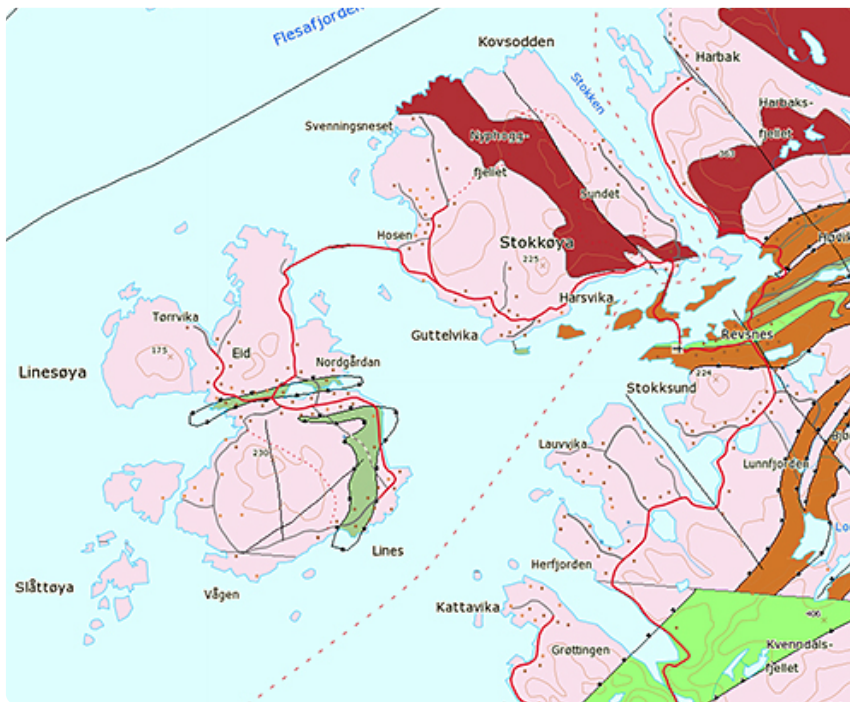 Flesafjorden
Kovsodden
Harbak
Stokken
Harbaks-
fjellet
363
Svenningsneset
Nyphogg-
fjellet
Sundet
Hosen
Stokkøya
225
Harsvika
Tørrvika
Guttelvika
Revsnes
175
Eid
Nordgårdan
Linesøya
224
Stokksund
Lauvvika
230
Lunnfjorden
Lines
Herfjorden
Slåttøya
Vågen
Kattavika
406
Grøttingen
Kvenndals-
fjellet